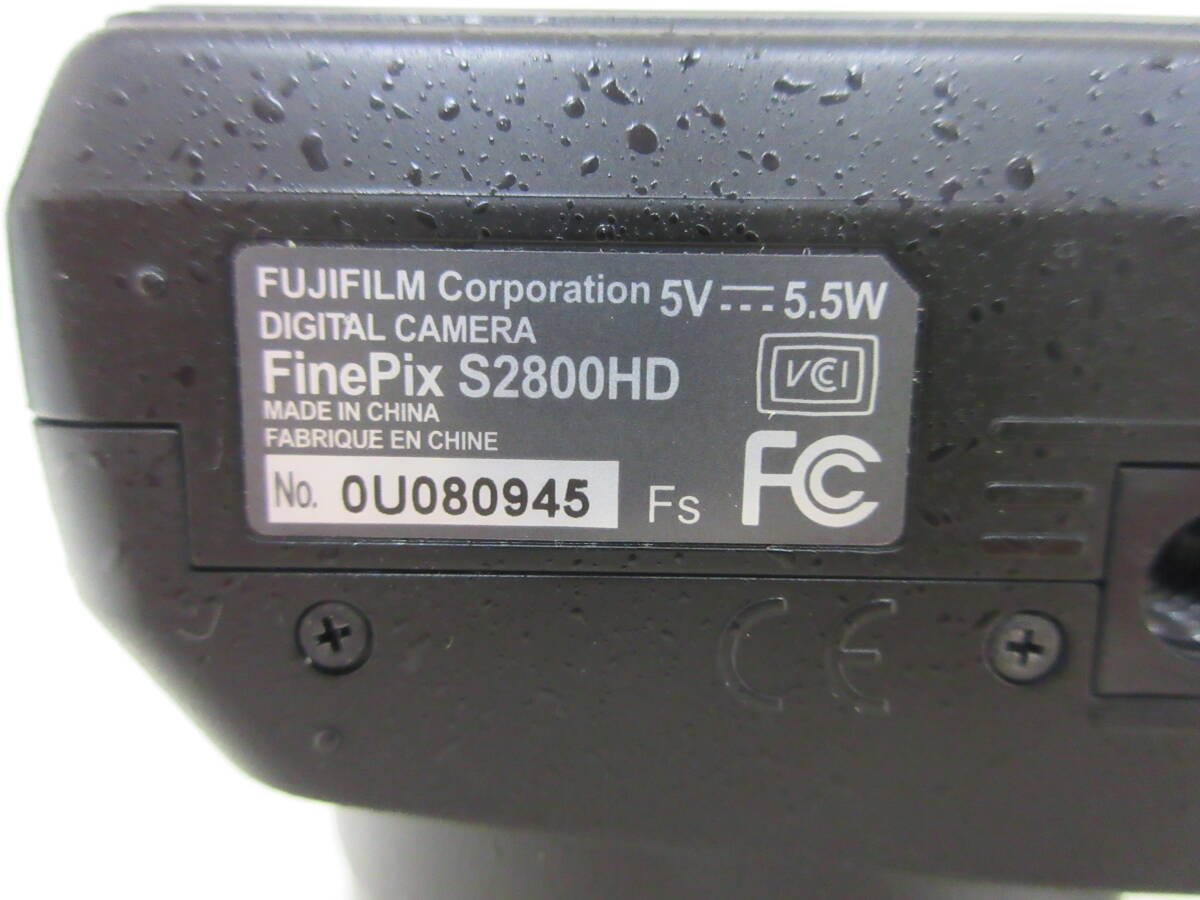 FUJIFILM Corporation 5V 5.5W
DIGITAL CAMERA
FinePix S2800HD
VCCI
MADE IN CHINA
FABRIQUE EN CHINE
No. 0U080945 Fs FC
CE